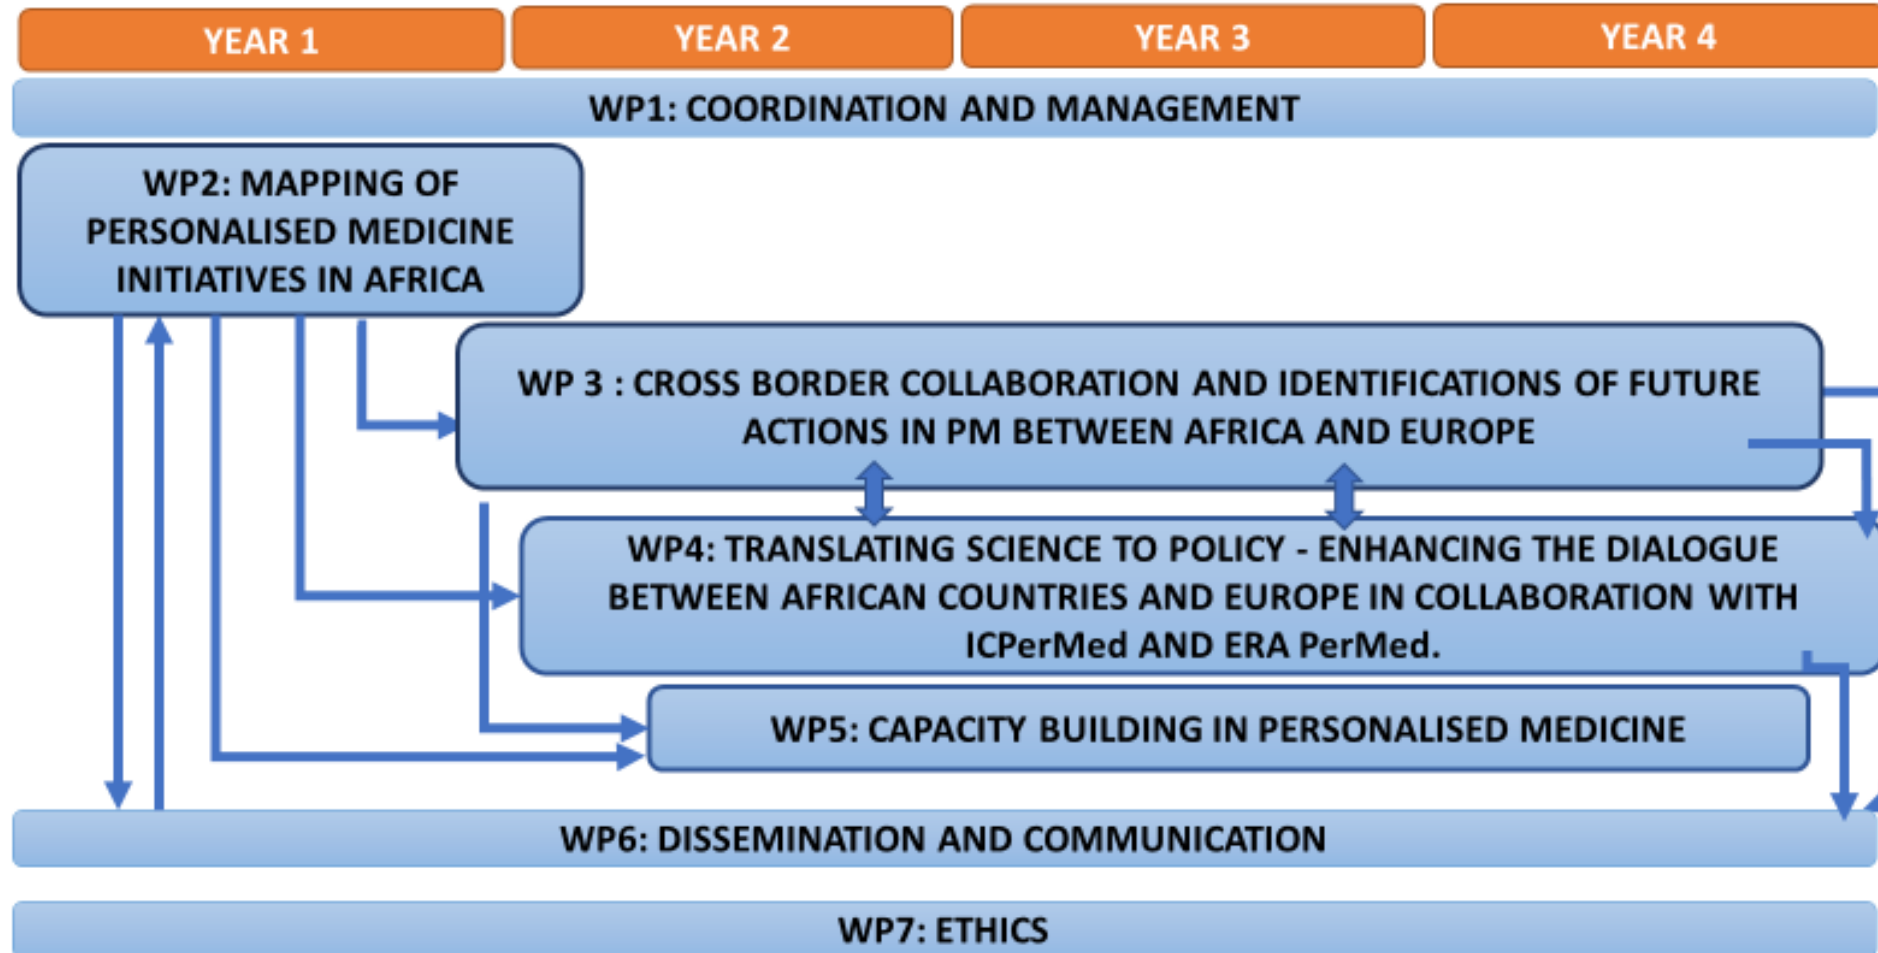 YEAR 1
YEAR 2
YEAR 3
YEAR 4
WP1: COORDINATION AND MANAGEMENT
WP2: MAPPING OF
PERSONALISED MEDICINE
INITIATIVES IN AFRICA
WP 3 : CROSS BORDER COLLABORATION AND IDENTIFICATIONS OF FUTURE
ACTIONS IN PM BETWEEN AFRICA AND EUROPE
WP4: TRANSLATING SCIENCE TO POLICY - ENHANCING THE DIALOGUE
BETWEEN AFRICAN COUNTRIES AND EUROPE IN COLLABORATION WITH
ICPerMed AND ERA PerMed.
WP5: CAPACITY BUILDING IN PERSONALISED MEDICINE
WP6: DISSEMINATION AND COMMUNICATION
WP7: ETHICS